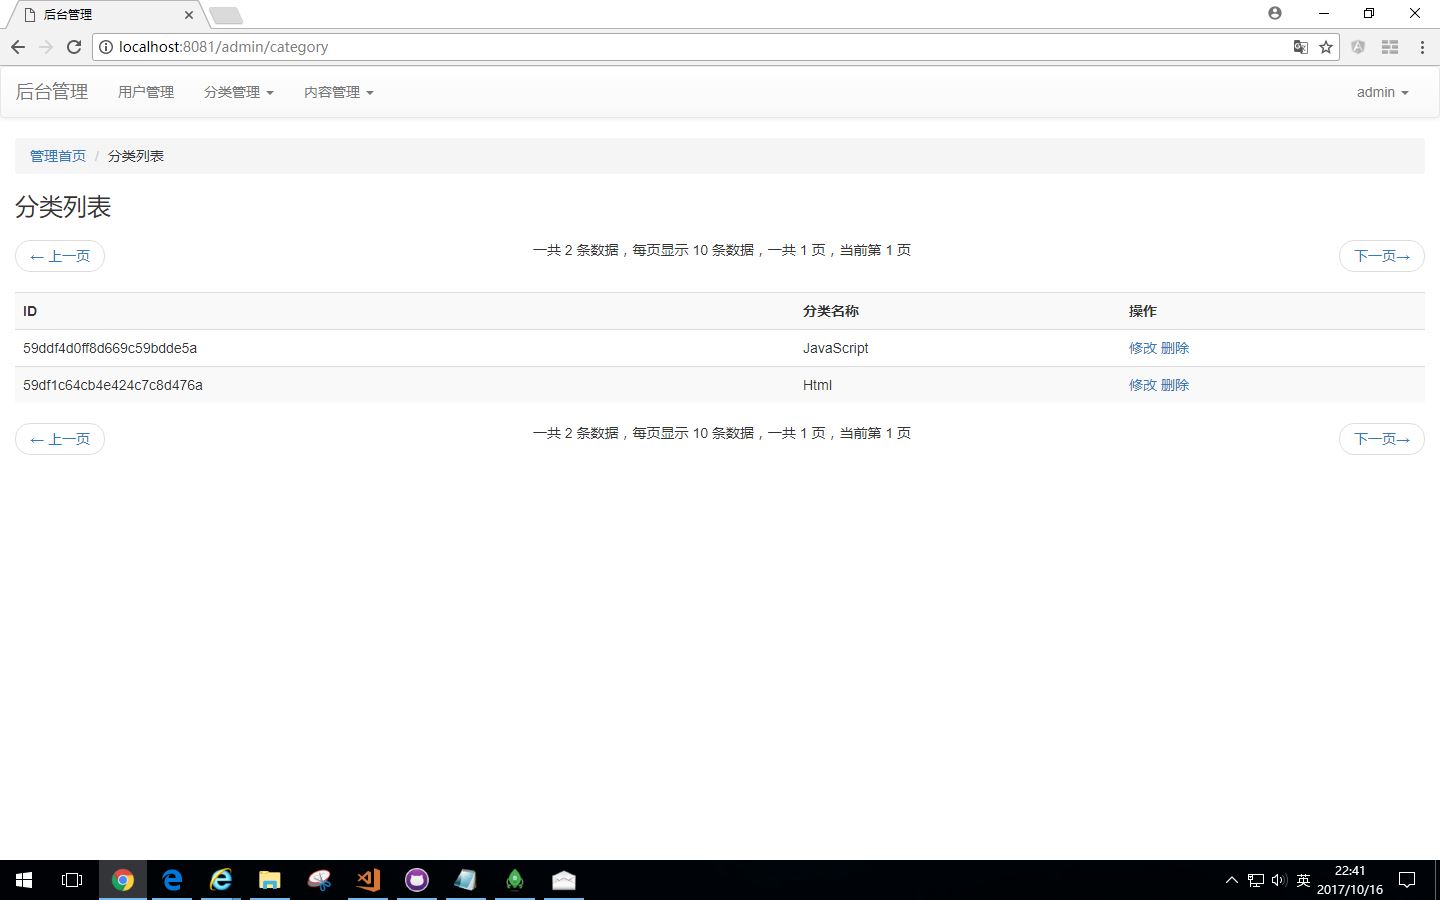 后台管理
localhost:8081/admin/category
后台管理 用户管理 分类管理 内容管理 admin
管理首页 / 分类列表
分类列表
← 上一页 一共 2 条数据，每页显示 10 条数据，一共 1 页，当前第 1 页 下一页→
ID 分类名称 操作
59ddf4d0ff8d669c59bdde5a JavaScript 修改 删除
59df1c64cb4e424c7c8d476a Html 修改 删除
← 上一页 一共 2 条数据，每页显示 10 条数据，一共 1 页，当前第 1 页 下一页→
英 22:41
2017/10/16